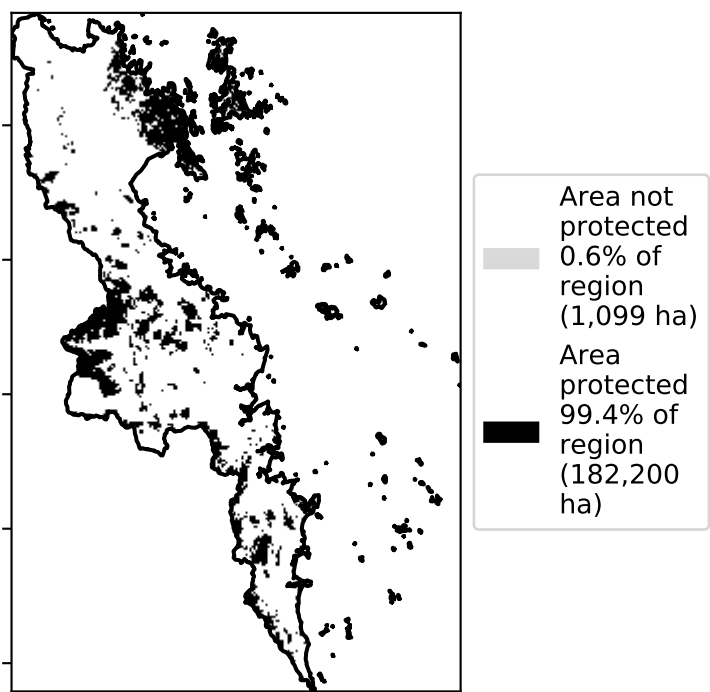 Area not
protected
0.6% of
region
(1,099 ha)
Area
protected
99.4% of
region
(182,200
ha)